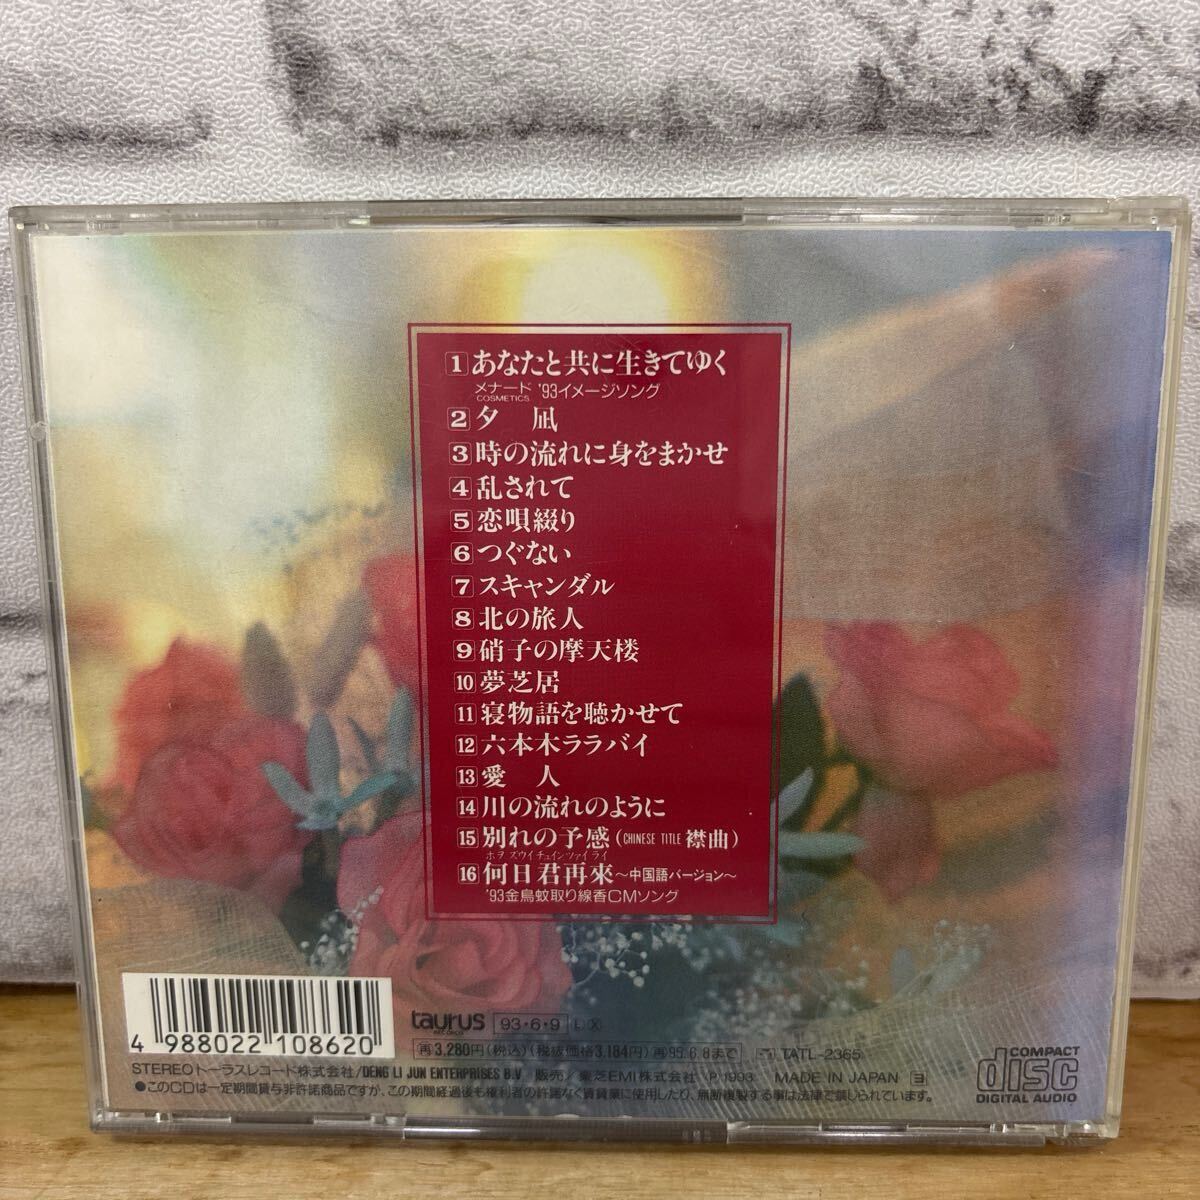 1 あなたと共に生きてゆく
メナード COSMETICS '93イメージソング
2 夕 凪
3 時の流れに身をまかせ
4 乱されて
5 恋唄綴り
6 つぐない
7 スキャンダル
8 北の旅人
9 硝子の摩天楼
10 夢芝居
11 寝物語を聴かせて
12 六本木ララバイ
13 愛 人
14 川の流れのように
15 別れの予感(CHINESE TITLE 襟曲)
ホヲ ズウイ チュイン ツァイ ライ
16 何日君再來〜中国語バージョン〜
'93金鳥蚊取り線香CMソング
4 988022 108620
taurus RECORDS 93・6・9 L X
再3,280円(税込)(税抜価格3,184円)再95.6.8まで TATL-2365
STEREO トーラスレコード株式会社/DENG LI JUN ENTERPRISES B.V. 販売/東芝EMI株式会社 P.1993 MADE IN JAPAN ヨ
●このCDは一定期間貸与非許諾商品ですが、この期間経過後も権利者の許諾なく賃貸業に使用したり、無断複製する事は法律で禁じられています。
COMPACT disc DIGITAL AUDIO